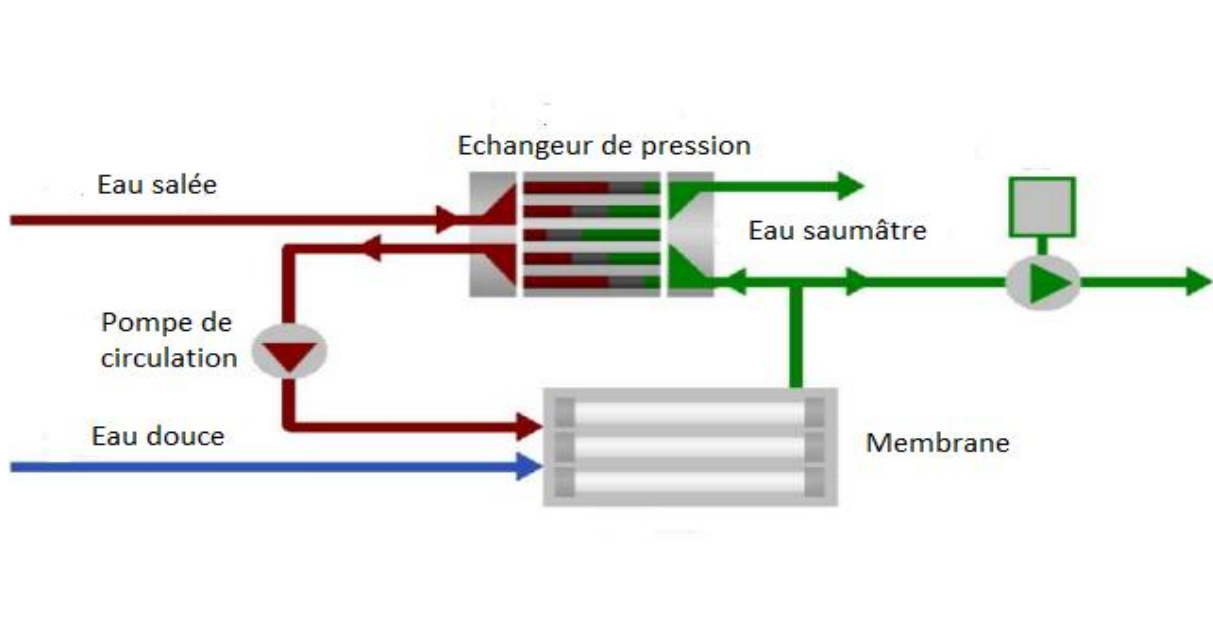 Echangeur de pression
Eau salée
Eau saumâtre
Pompe de
circulation
Eau douce
Membrane